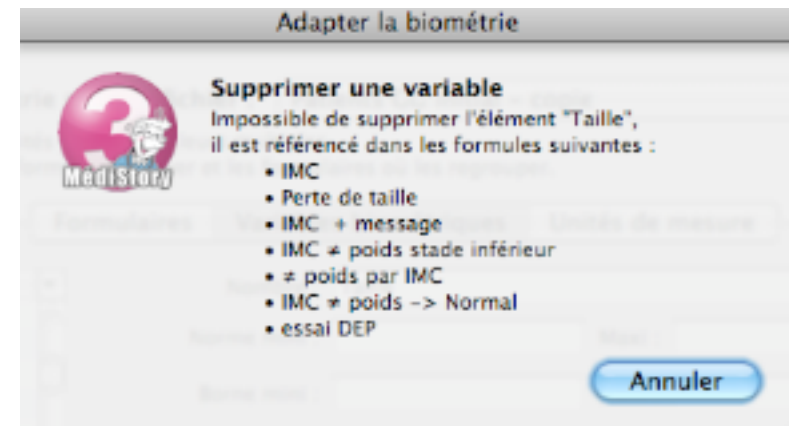 Adapter la biométrie
3
MédiStory
Supprimer une variable
Impossible de supprimer l'élément "Taille",
il est référencé dans les formules suivantes :
• IMC
• Perte de taille
• IMC + message
• IMC ≠ poids stade inférieur
• ≠ poids par IMC
• IMC ≠ poids -> Normal
• essai DEP
Formulaires
Unités de mesure
Annuler